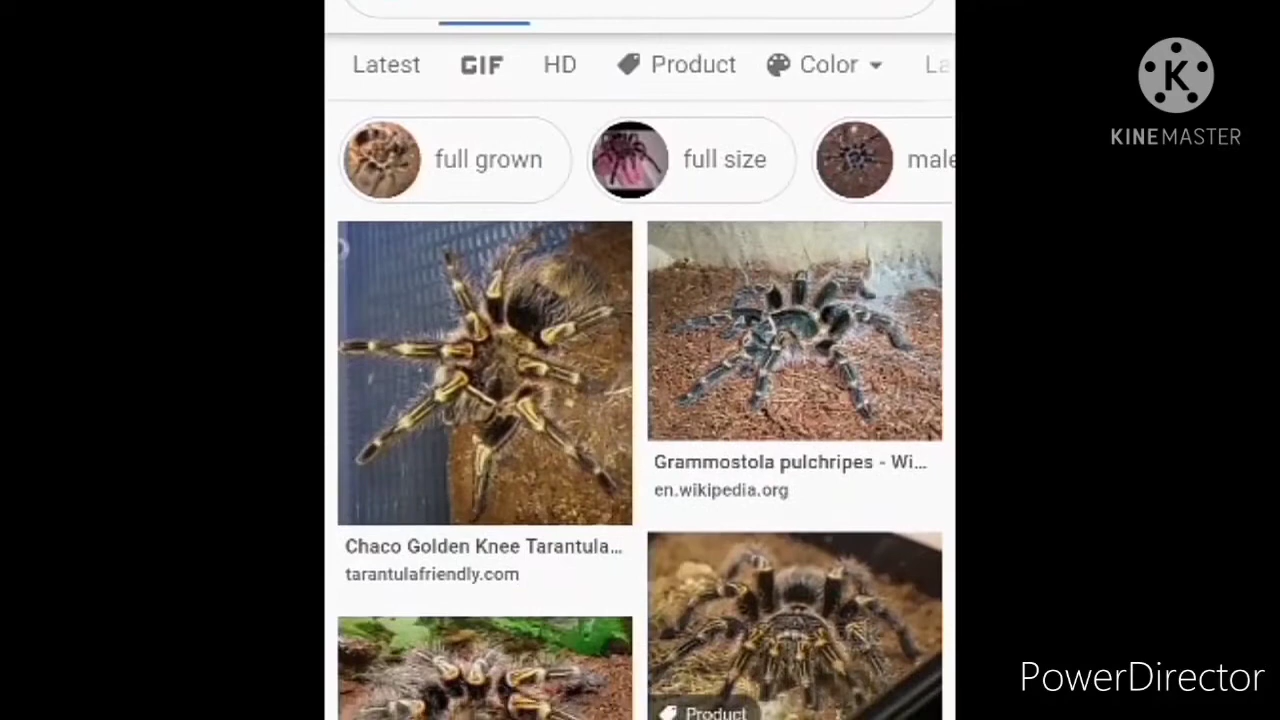 Latest GIF HD Product Color
KINEMASTER
full grown full size male
Grammostola pulchripes - Wi...
en.wikipedia.org
Chaco Golden Knee Tarantula...
tarantulafriendly.com
PowerDirector
Product